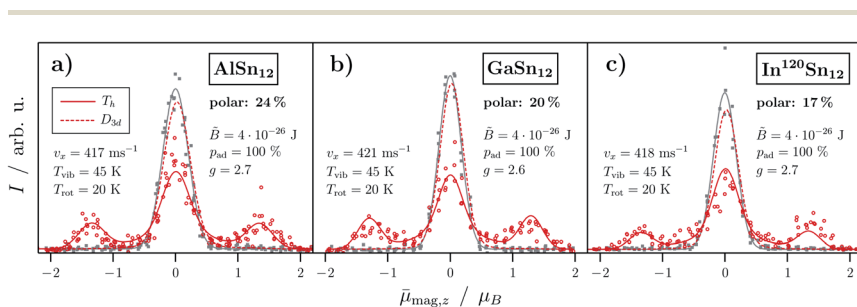 a)
AlSn12
T_h
D_3d
polar: 24 %
B̃ = 4 · 10⁻²⁶ J
p_ad = 100 %
g = 2.7
v_x = 417 ms⁻¹
T_vib = 45 K
T_rot = 20 K
b)
GaSn12
polar: 20 %
B̃ = 4 · 10⁻²⁶ J
p_ad = 100 %
g = 2.6
v_x = 421 ms⁻¹
T_vib = 45 K
T_rot = 20 K
c)
In¹²⁰Sn12
polar: 17 %
B̃ = 4 · 10⁻²⁶ J
p_ad = 100 %
g = 2.7
v_x = 418 ms⁻¹
T_vib = 45 K
T_rot = 20 K
I / arb. u.
−2 −1 0 1 2 −2 −1 0 1 2 −2 −1 0 1 2
μ̄_mag,z / μ_B